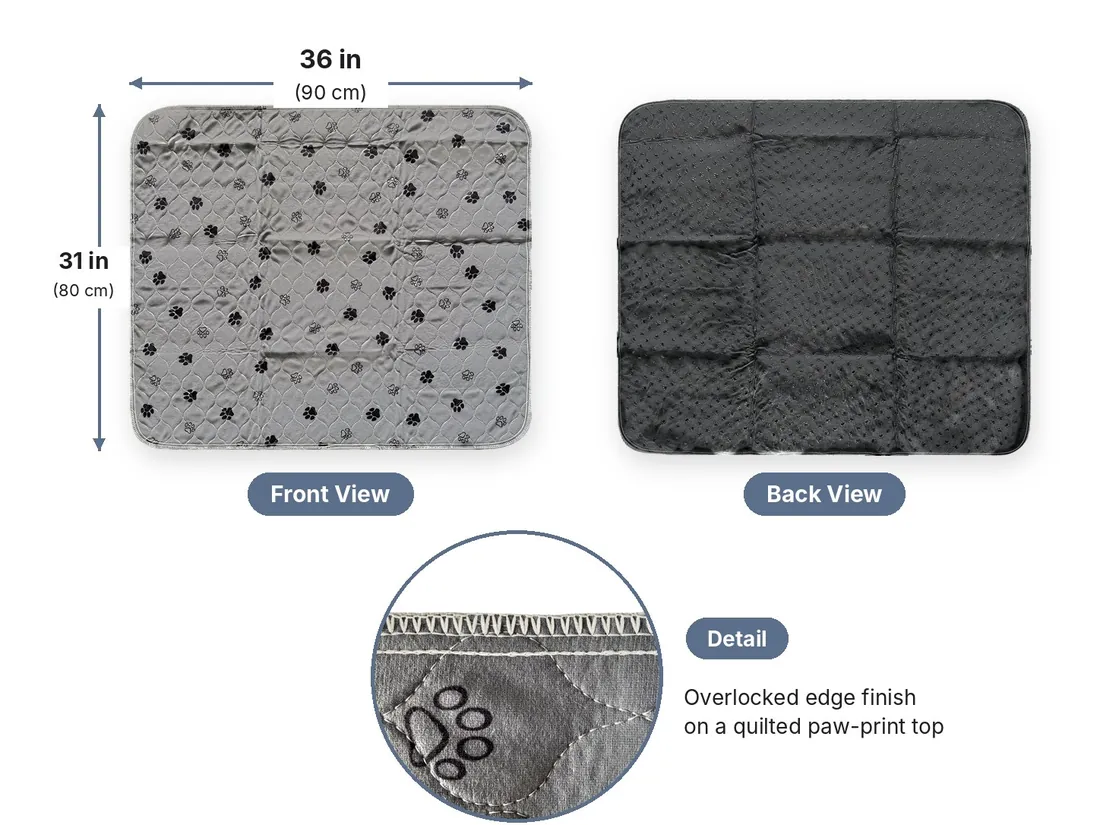 36 in
(90 cm)
31 in
(80 cm)
Front View
Back View
Detail
Overlocked edge finish
on a quilted paw-print top